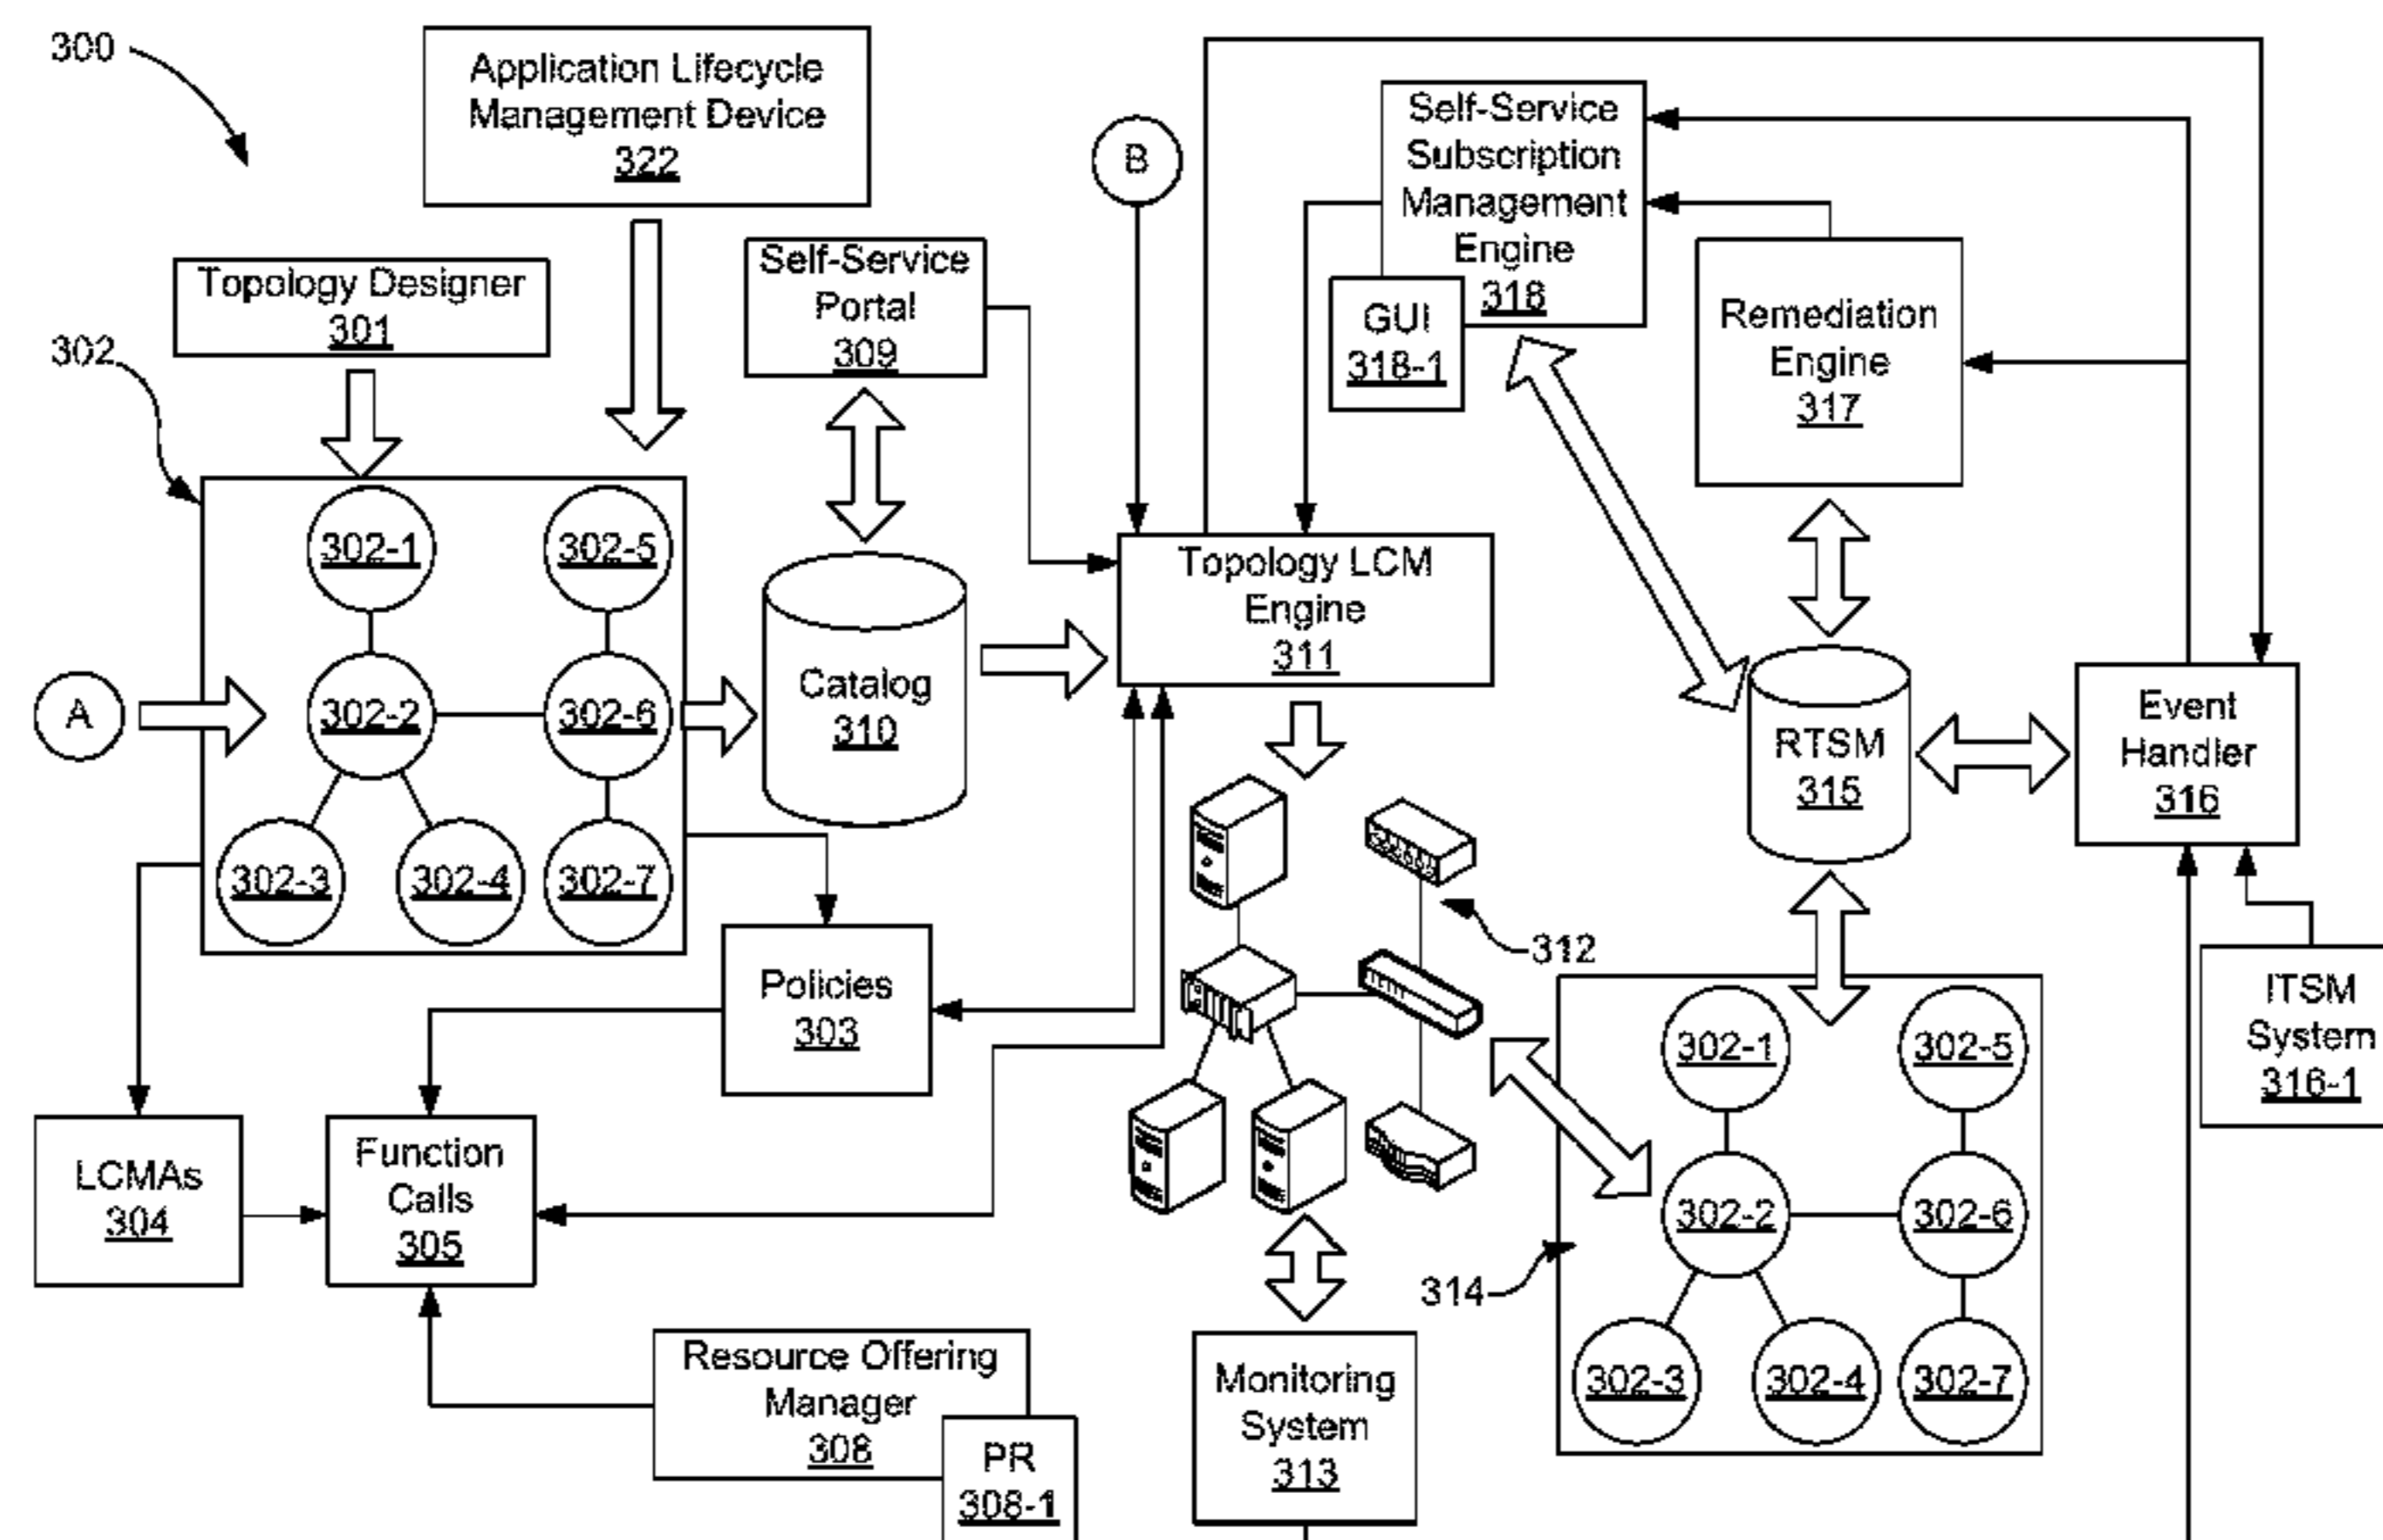 300
Application Lifecycle
Management Device
322
B
Self-Service
Subscription
Management
Engine
318
GUI
318-1
Topology Designer
301
Self-Service
Portal
309
Remediation
Engine
317
302
302-1
302-5
302-2
302-6
302-3
302-4
302-7
A
Catalog
310
Topology LCM
Engine
311
RTSM
315
Event
Handler
316
312
Policies
303
ITSM
System
316-1
LCMAs
304
Function
Calls
305
302-1
302-5
302-2
302-6
302-3
302-4
302-7
314
Resource Offering
Manager
308
PR
308-1
Monitoring
System
313